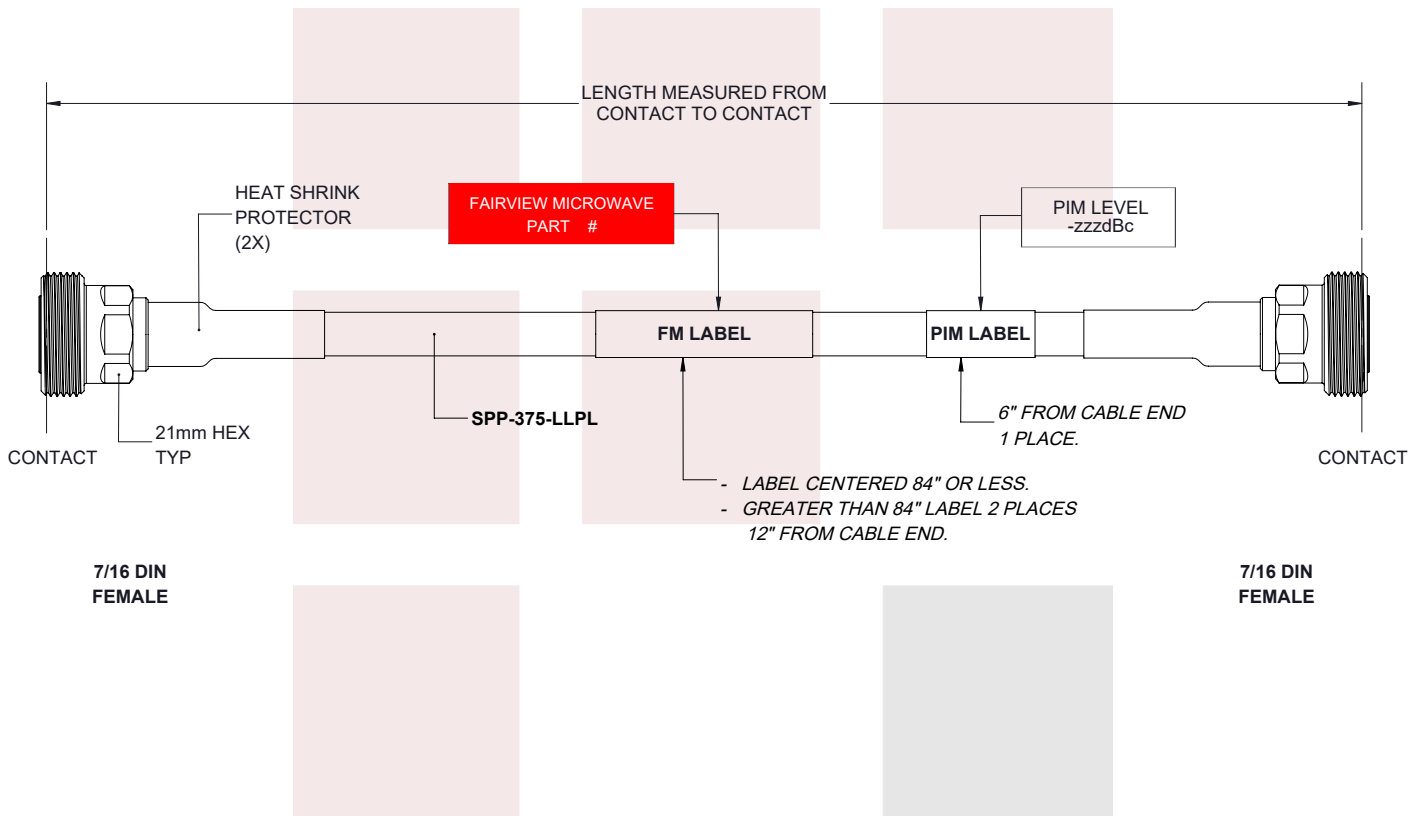 LENGTH MEASURED FROM
CONTACT TO CONTACT
HEAT SHRINK
PROTECTOR
(2X)
FAIRVIEW MICROWAVE
PART #
PIM LEVEL
-zzzdBc
FM LABEL
PIM LABEL
SPP-375-LLPL
6" FROM CABLE END
1 PLACE.
21mm HEX
TYP
CONTACT
CONTACT
- LABEL CENTERED 84" OR LESS.
- GREATER THAN 84" LABEL 2 PLACES
12" FROM CABLE END.
7/16 DIN
FEMALE
7/16 DIN
FEMALE